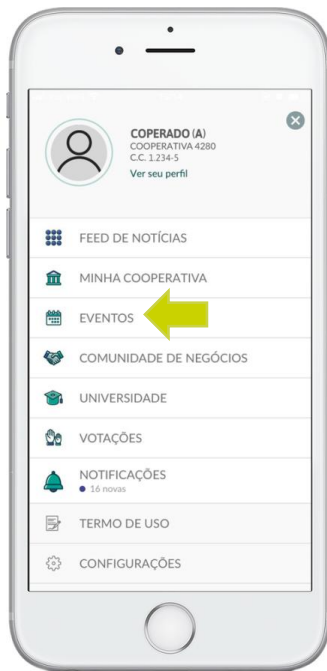 COPERADO (A)
COOPERATIVA 4280
C.C. 1.234-5
Ver seu perfil
FEED DE NOTÍCIAS
MINHA COOPERATIVA
EVENTOS
COMUNIDADE DE NEGÓCIOS
UNIVERSIDADE
VOTAÇÕES
NOTIFICAÇÕES
16 novas
TERMO DE USO
CONFIGURAÇÕES